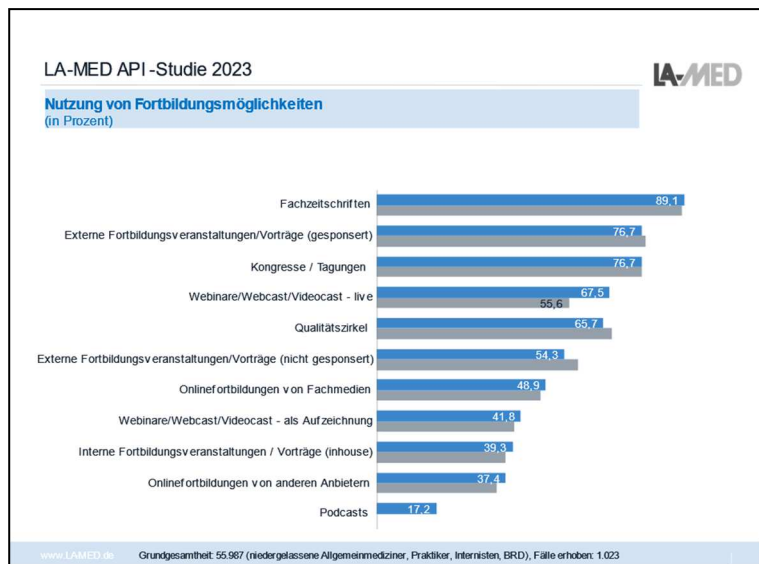 LA-MED API -Studie 2023
LA-MED
Nutzung von Fortbildungsmöglichkeiten
(in Prozent)
Fachzeitschriften 89,1
Externe Fortbildungsveranstaltungen/Vorträge (gesponsert) 76,7
Kongresse / Tagungen 76,7
Webinare/Webcast/Videocast - live 67,5
55,6
Qualitätszirkel 65,7
Externe Fortbildungsveranstaltungen/Vorträge (nicht gesponsert) 54,3
Onlinefortbildungen von Fachmedien 48,9
Webinare/Webcast/Videocast - als Aufzeichnung 41,8
Interne Fortbildungsveranstaltungen / Vorträge (inhouse) 39,3
Onlinefortbildungen von anderen Anbietern 37,4
Podcasts 17,2
www.LAMED.de Grundgesamtheit: 55.987 (niedergelassene Allgemeinmediziner, Praktiker, Internisten, BRD), Fälle erhoben: 1.023